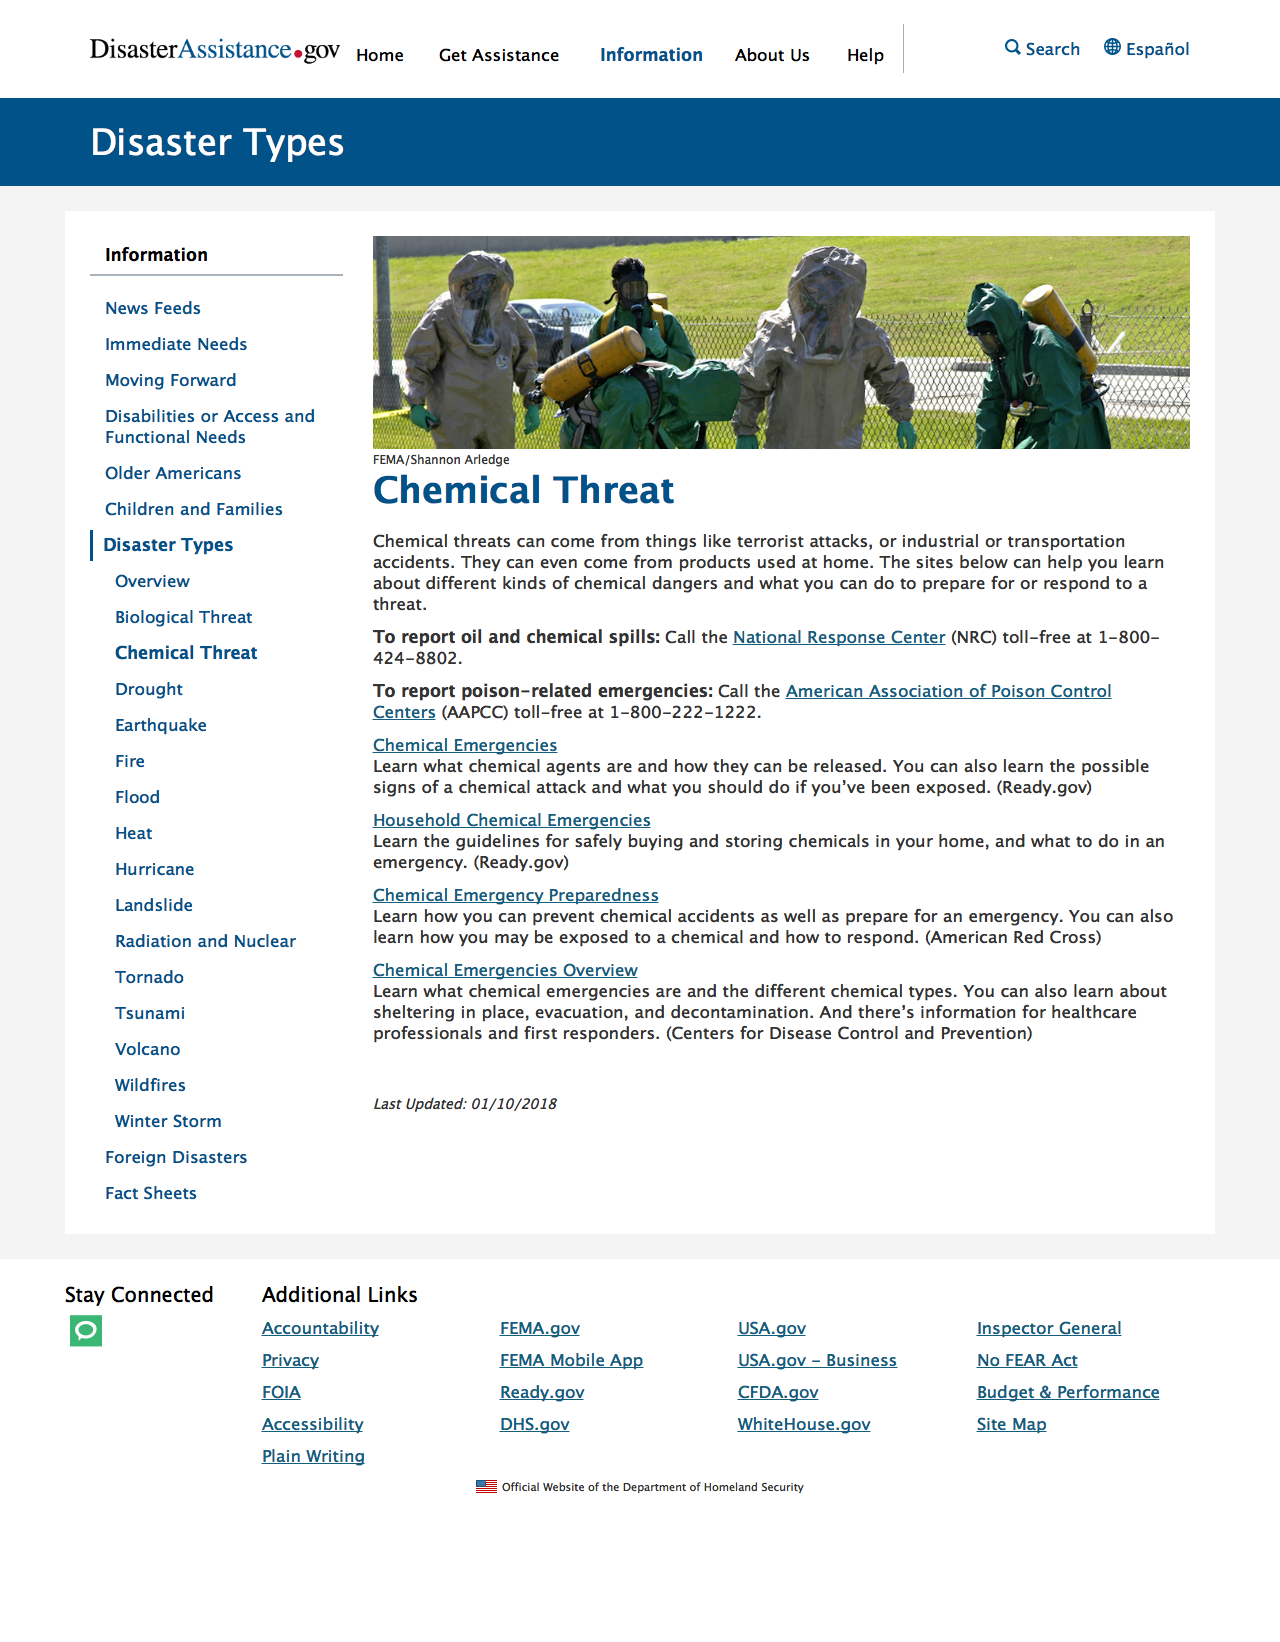 DisasterAssistance.gov
Home
Get Assistance
Information
About Us
Help
Search
Español
Disaster Types
Information
News Feeds
Immediate Needs
Moving Forward
Disabilities or Access and
Functional Needs
Older Americans
Children and Families
Disaster Types
Overview
Biological Threat
Chemical Threat
Drought
Earthquake
Fire
Flood
Heat
Hurricane
Landslide
Radiation and Nuclear
Tornado
Tsunami
Volcano
Wildfires
Winter Storm
Foreign Disasters
Fact Sheets
FEMA/Shannon Arledge
Chemical Threat
Chemical threats can come from things like terrorist attacks, or industrial or transportation
accidents. They can even come from products used at home. The sites below can help you learn
about different kinds of chemical dangers and what you can do to prepare for or respond to a
threat.
To report oil and chemical spills: Call the National Response Center (NRC) toll-free at 1-800-
424-8802.
To report poison-related emergencies: Call the American Association of Poison Control
Centers (AAPCC) toll-free at 1-800-222-1222.
Chemical Emergencies
Learn what chemical agents are and how they can be released. You can also learn the possible
signs of a chemical attack and what you should do if you’ve been exposed. (Ready.gov)
Household Chemical Emergencies
Learn the guidelines for safely buying and storing chemicals in your home, and what to do in an
emergency. (Ready.gov)
Chemical Emergency Preparedness
Learn how you can prevent chemical accidents as well as prepare for an emergency. You can also
learn how you may be exposed to a chemical and how to respond. (American Red Cross)
Chemical Emergencies Overview
Learn what chemical emergencies are and the different chemical types. You can also learn about
sheltering in place, evacuation, and decontamination. And there’s information for healthcare
professionals and first responders. (Centers for Disease Control and Prevention)
Last Updated: 01/10/2018
Stay Connected
Additional Links
Accountability
Privacy
FOIA
Accessibility
Plain Writing
FEMA.gov
FEMA Mobile App
Ready.gov
DHS.gov
USA.gov
USA.gov - Business
CFDA.gov
WhiteHouse.gov
Inspector General
No FEAR Act
Budget & Performance
Site Map
Official Website of the Department of Homeland Security